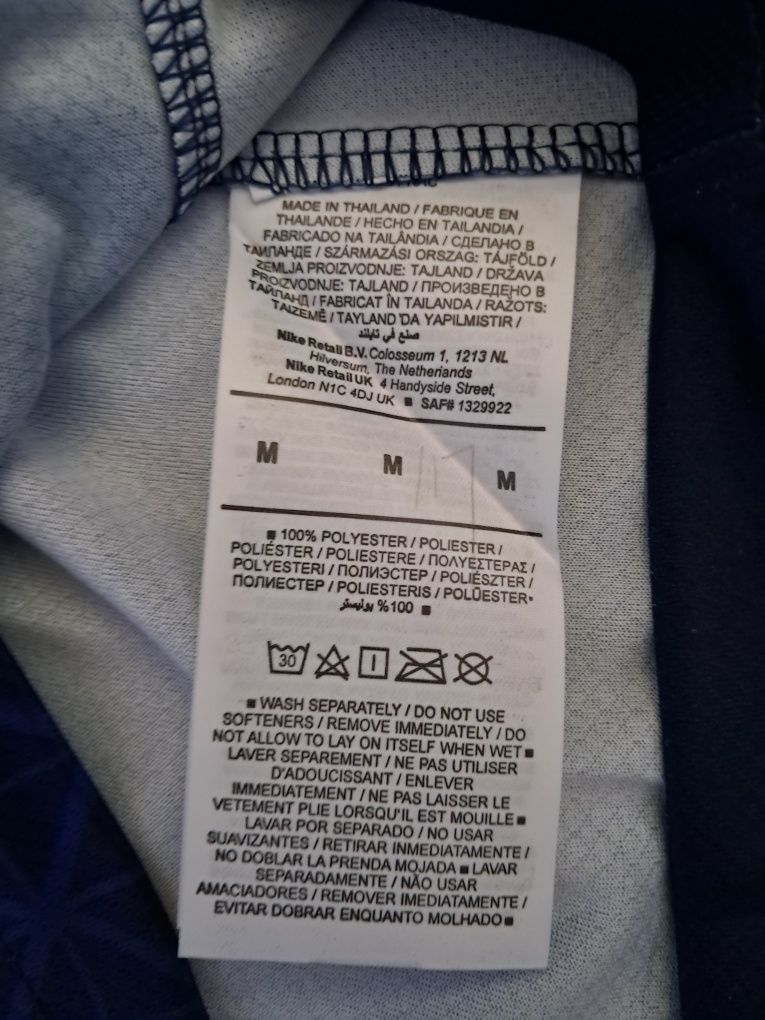 MADE IN THAILAND / FABRIQUE EN
THAILANDE / HECHO EN TAILANDIA /
FABRICADO NA TAILÂNDIA / СДЕЛАНО В
ТАИЛАНДЕ / SZÁRMAZÁSI ORSZAG: TÁJFÖLD /
ZEMLJA PROIZVODNJE: TAJLAND / DRŽAVA
PROIZVODNJE: TAJLAND / ПРОИЗВЕДЕНО В
ТАЙЛАНД / FABRICAT ÎN TAILANDA / RAŽOTS:
TAIZEMĒ / TAYLAND'DA YAPILMISTIR /
صنع في تايلند
Nike Retail B.V. Colosseum 1, 1213 NL
Hilversum, The Netherlands
Nike Retail UK 4 Handyside Street,
London N1C 4DJ UK ■ SAF# 1329922
M M M M
■ 100% POLYESTER / POLIESTER /
POLIÉSTER / POLIESTERE / ΠΟΛΥΕΣΤΕΡΑΣ /
POLYESTERI / ПОЛИЭСТЕР / POLIÉSZTER /
ПОЛИЕСТЕР / POLIESTERIS / POLÜESTER▪
100% بوليستر ■
30
■ WASH SEPARATELY / DO NOT USE
SOFTENERS / REMOVE IMMEDIATELY / DO
NOT ALLOW TO LAY ON ITSELF WHEN WET ■
LAVER SEPAREMENT / NE PAS UTILISER
D'ADOUCISSANT / ENLEVER
IMMEDIATEMENT / NE PAS LAISSER LE
VETEMENT PLIE LORSQU'IL EST MOUILLE ■
LAVAR POR SEPARADO / NO USAR
SUAVIZANTES / RETIRAR INMEDIATAMENTE /
NO DOBLAR LA PRENDA MOJADA ■ LAVAR
SEPARADAMENTE / NÃO USAR
AMACIADORES / REMOVER IMEDIATAMENTE /
EVITAR DOBRAR ENQUANTO MOLHADO ■